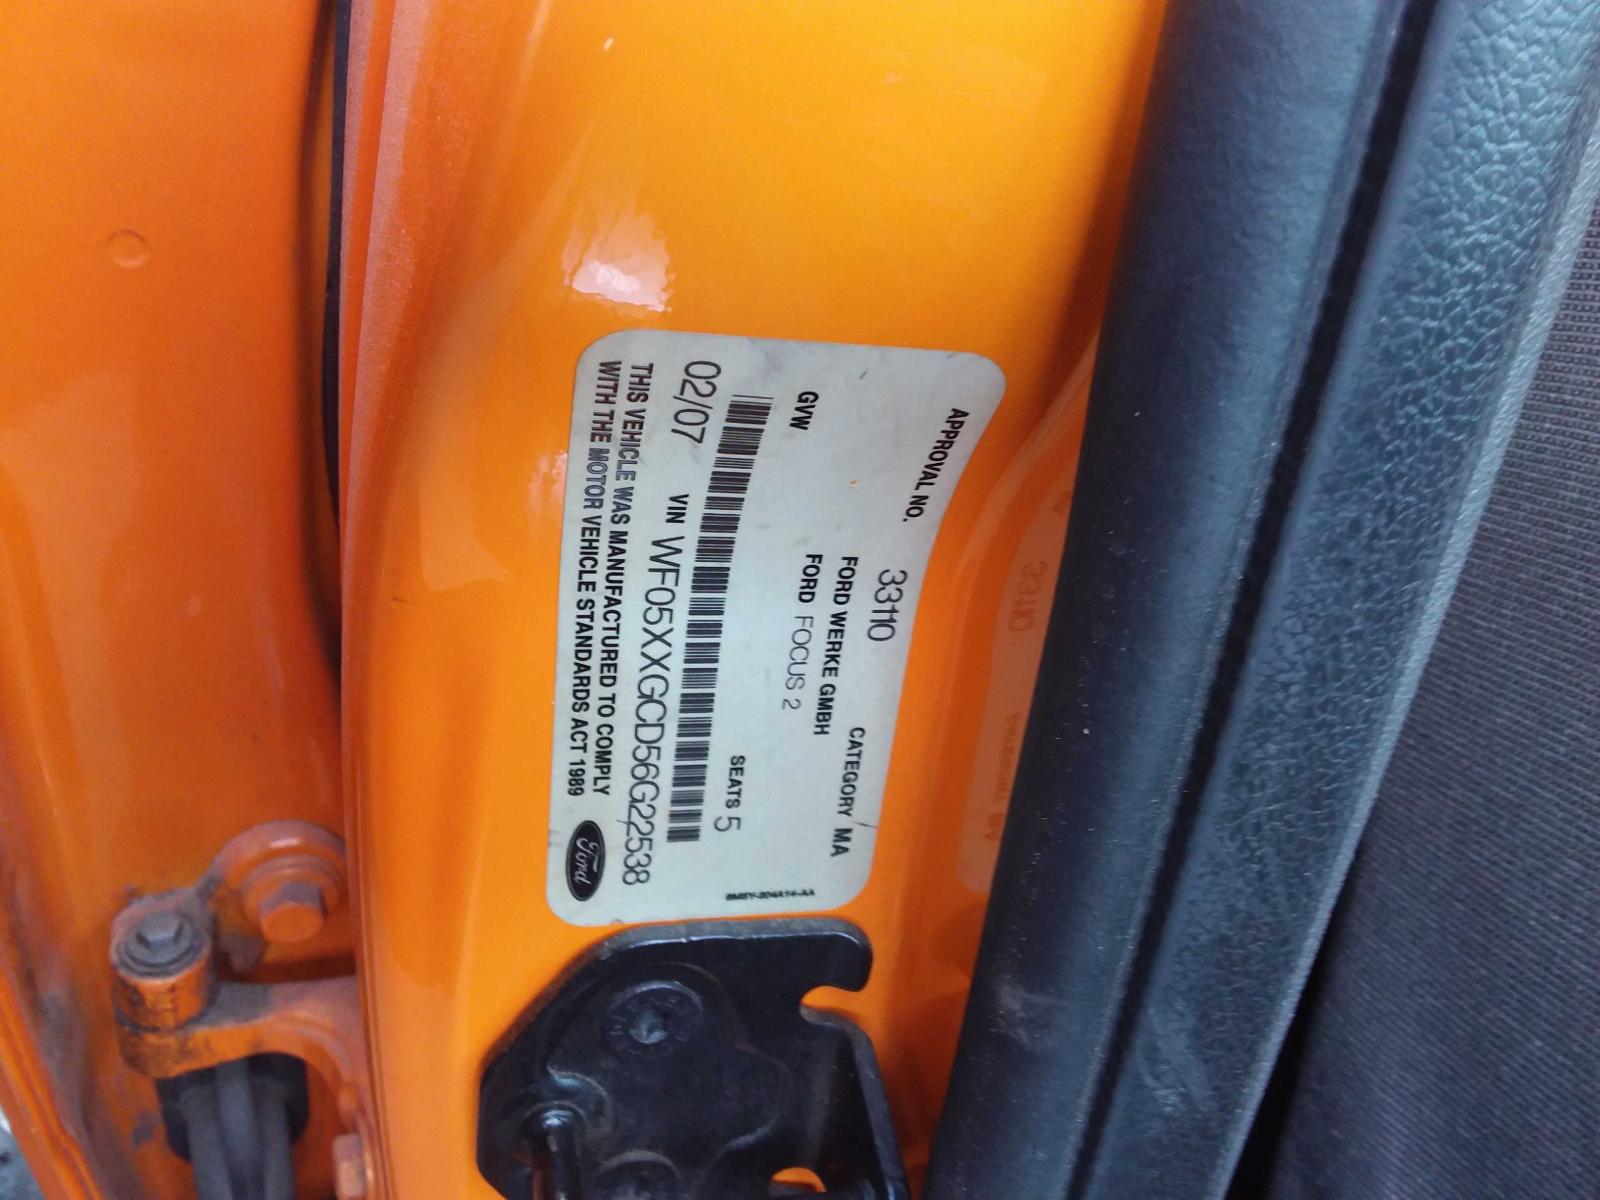 APPROVAL NO. 33110 CATEGORY MA
FORD WERKE GMBH
GVW FORD FOCUS 2
SEATS 5
02/07 VIN WF05XXGCD56G22538
THIS VEHICLE WAS MANUFACTURED TO COMPLY
WITH THE MOTOR VEHICLE STANDARDS ACT 1989
Ford